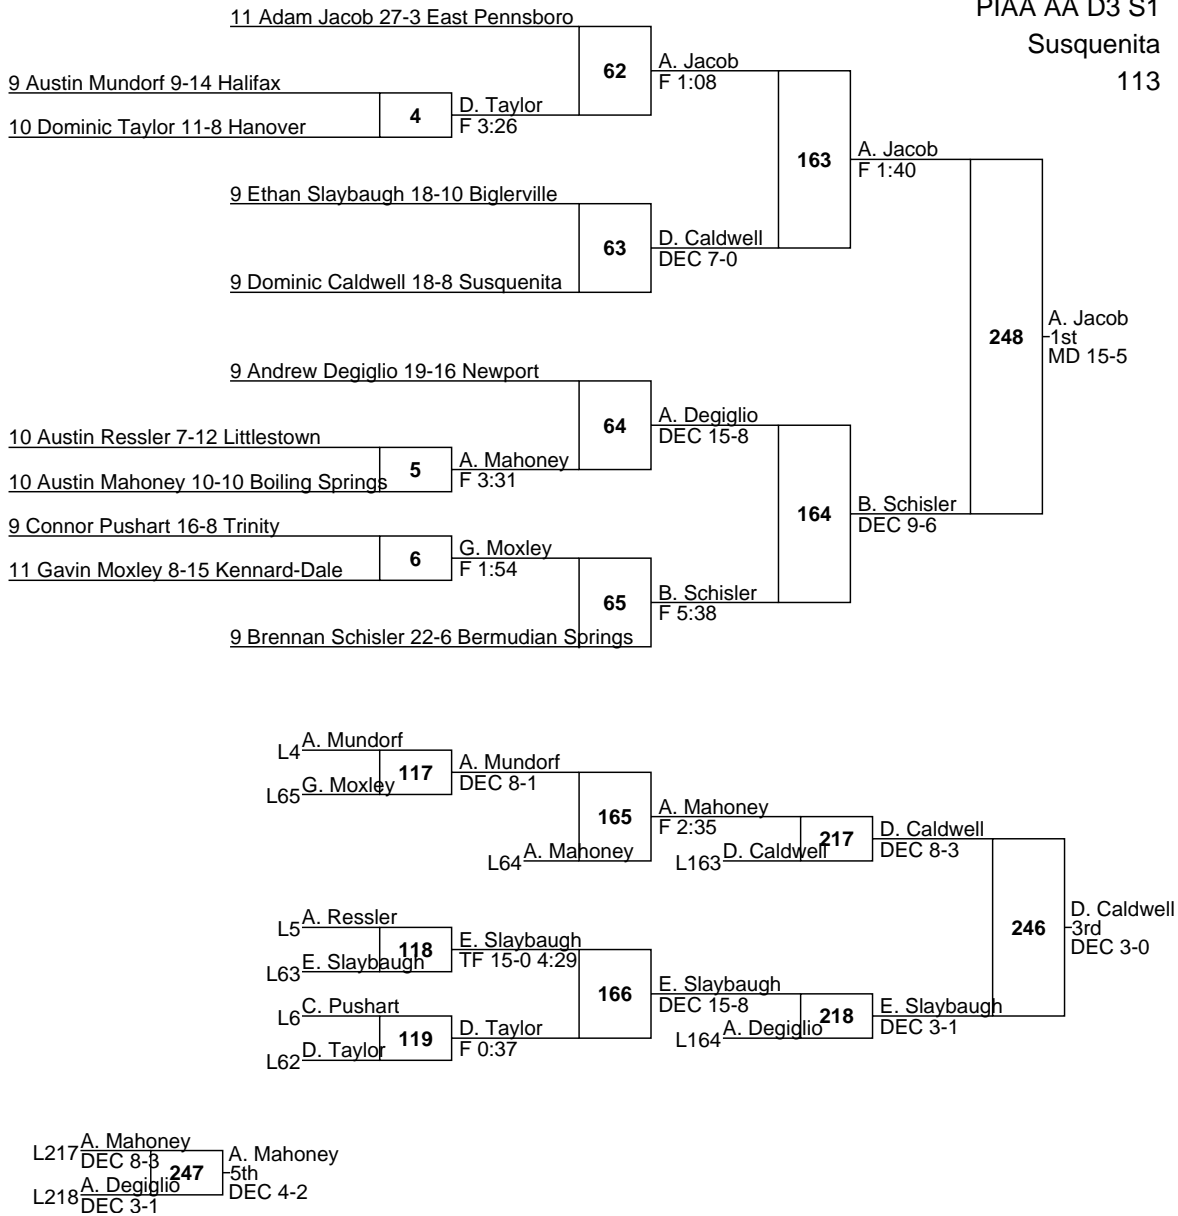 PIAA AA D3 S1
Susquenita
113
11 Adam Jacob 27-3 East Pennsboro
62
A. Jacob
F 1:08
9 Austin Mundorf 9-14 Halifax
4
D. Taylor
F 3:26
10 Dominic Taylor 11-8 Hanover
163
A. Jacob
F 1:40
9 Ethan Slaybaugh 18-10 Biglerville
63
D. Caldwell
DEC 7-0
9 Dominic Caldwell 18-8 Susquenita
248
A. Jacob
1st
MD 15-5
9 Andrew Degiglio 19-16 Newport
64
A. Degiglio
DEC 15-8
10 Austin Ressler 7-12 Littlestown
5
A. Mahoney
F 3:31
10 Austin Mahoney 10-10 Boiling Springs
164
B. Schisler
DEC 9-6
9 Connor Pushart 16-8 Trinity
6
G. Moxley
F 1:54
11 Gavin Moxley 8-15 Kennard-Dale
65
B. Schisler
F 5:38
9 Brennan Schisler 22-6 Bermudian Springs
L4 A. Mundorf
117
A. Mundorf
DEC 8-1
L65 G. Moxley
165
A. Mahoney
F 2:35
L64 A. Mahoney
L163 D. Caldwell
217
D. Caldwell
DEC 8-3
L5 A. Ressler
118
E. Slaybaugh
TF 15-0 4:29
L63 E. Slaybaugh
246
D. Caldwell
3rd
DEC 3-0
166
E. Slaybaugh
DEC 15-8
L6 C. Pushart
119
D. Taylor
F 0:37
L62 D. Taylor
L164 A. Degiglio
218
E. Slaybaugh
DEC 3-1
L217 A. Mahoney
DEC 8-3
247
A. Mahoney
5th
DEC 4-2
L218 A. Degiglio
DEC 3-1